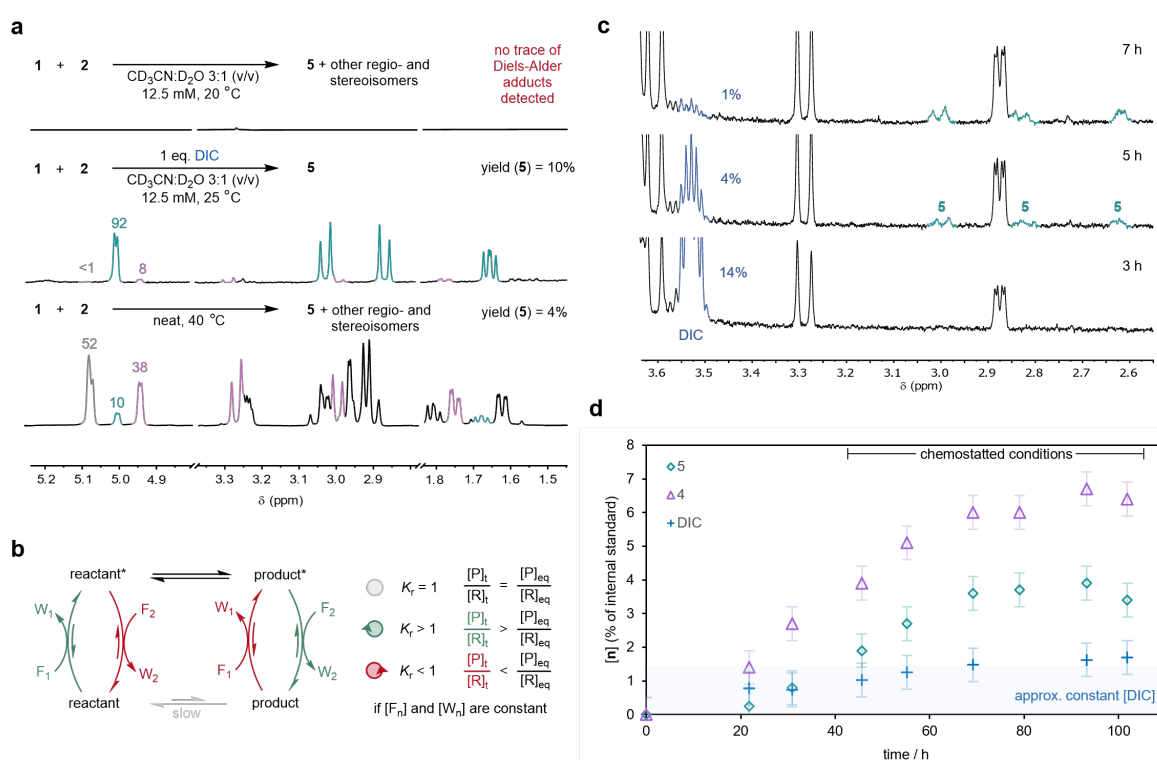 a
1 + 2
CD3CN:D2O 3:1 (v/v)
12.5 mM, 20 °C
5 + other regio- and
stereoisomers
no trace of
Diels-Alder
adducts
detected
1 + 2
1 eq. DIC
CD3CN:D2O 3:1 (v/v)
12.5 mM, 25 °C
5
yield (5) = 10%
92
<1
8
1 + 2
neat, 40 °C
5 + other regio- and
stereoisomers
yield (5) = 4%
52
10
38
5.2 5.1 5.0 4.9 3.3 3.2 3.1 3.0 2.9 1.8 1.7 1.6 1.5
δ (ppm)
b
reactant*
product*
W1
F2
F1
W2
reactant
slow
product
W1
F2
F1
W2
Kr = 1
[P]t
[R]t
=
[P]eq
[R]eq
Kr > 1
[P]t
[R]t
>
[P]eq
[R]eq
Kr < 1
[P]t
[R]t
<
[P]eq
[R]eq
if [Fn] and [Wn] are constant
c
7 h
1%
5 h
4%
5
5
5
3 h
14%
DIC
3.6 3.5 3.4 3.3 3.2 3.1 3.0 2.9 2.8 2.7 2.6
δ (ppm)
d
[n] (% of internal standard)
8
7
6
5
4
3
2
1
0
5
4
DIC
chemostatted conditions
approx. constant [DIC]
0 20 40 60 80 100
time / h